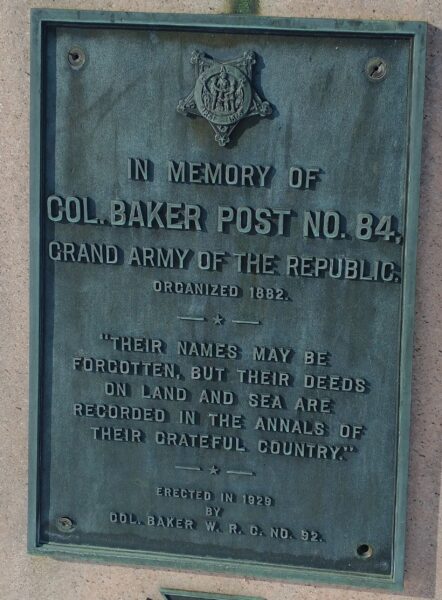 IN MEMORY OF
COL. BAKER POST NO. 84,
GRAND ARMY OF THE REPUBLIC.
ORGANIZED 1882.
"THEIR NAMES MAY BE
FORGOTTEN, BUT THEIR DEEDS
ON LAND AND SEA ARE
RECORDED IN THE ANNALS OF
THEIR GRATEFUL COUNTRY."
ERECTED IN 1929
BY
COL. BAKER W. R. C. NO. 92.